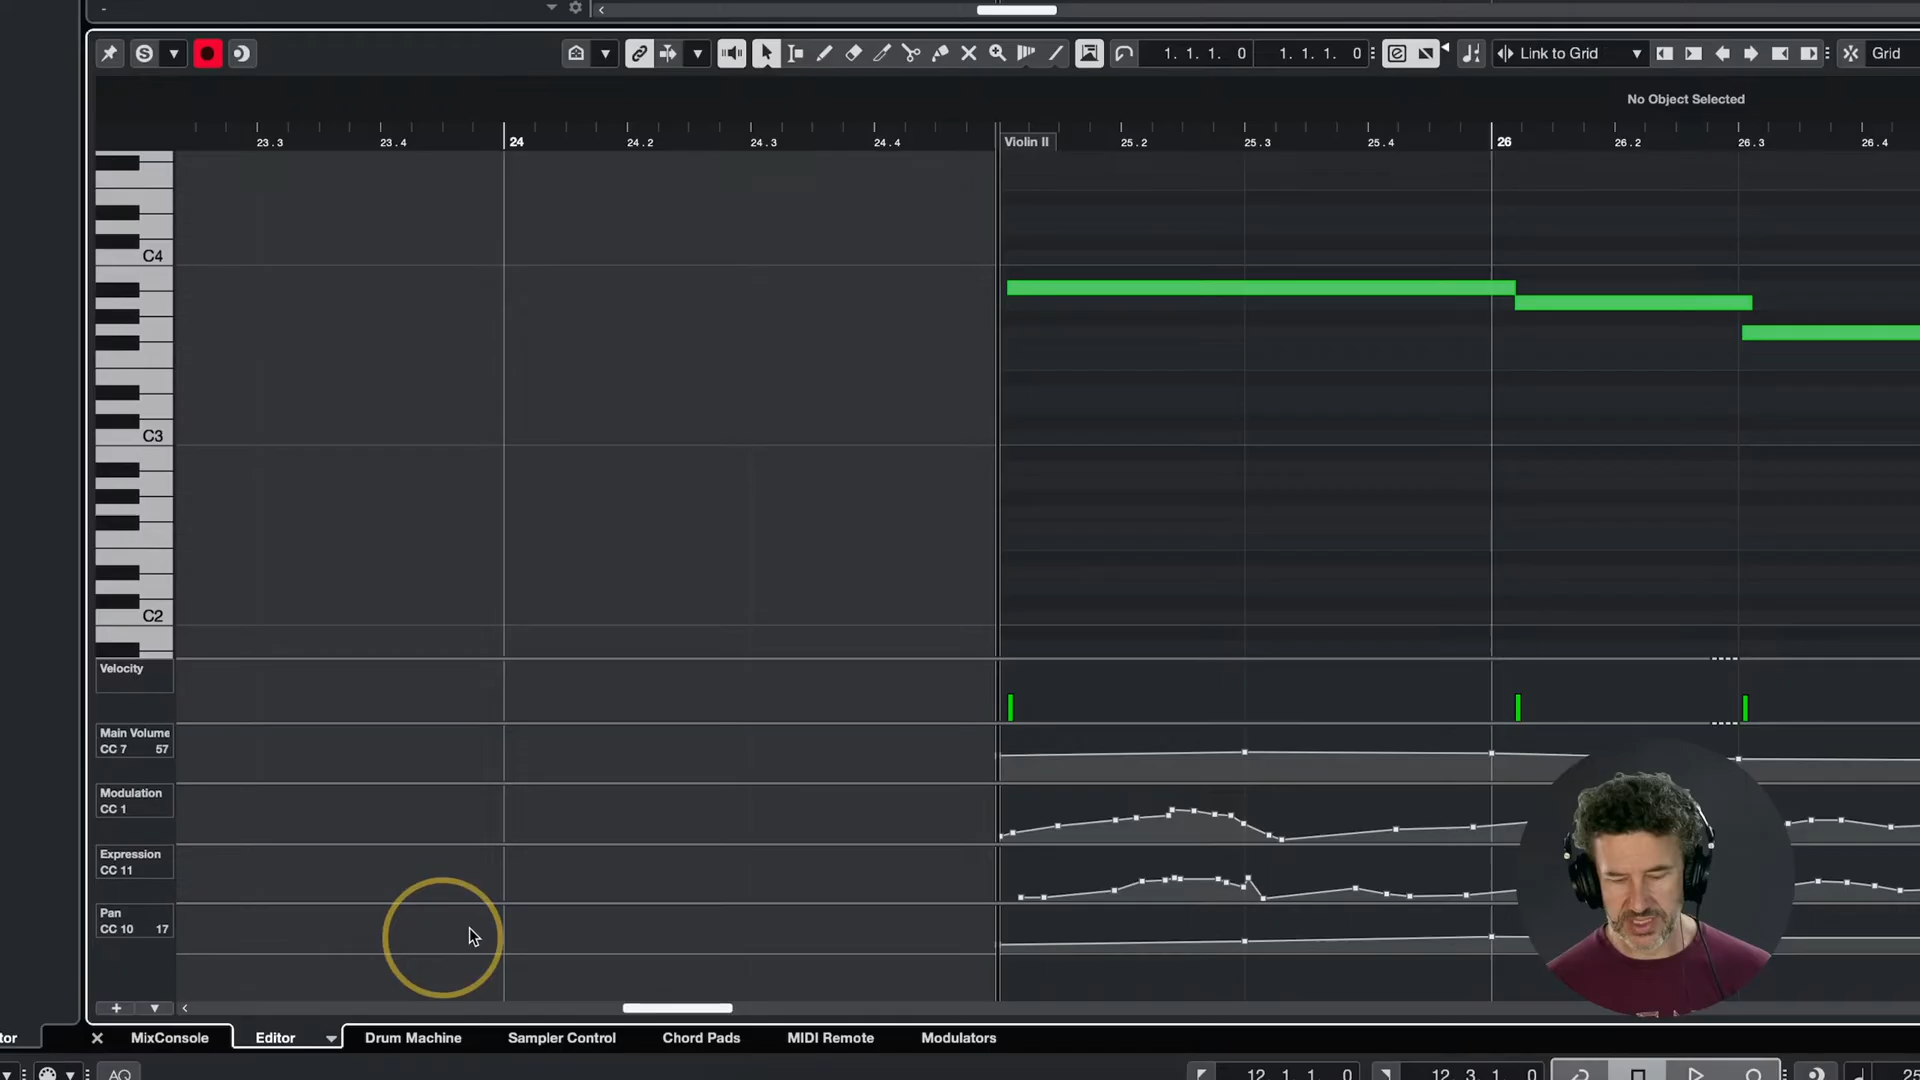 -
S
1. 1. 1. 0 1. 1. 1. 0 Link to Grid Grid
No Object Selected
23.3 23.4 24 24.2 24.3 24.4 Violin II 25.2 25.3 25.4 26 26.2 26.3 26.4
C4
C3
C2
Velocity
Main Volume
CC 7 57
Modulation
CC 1
Expression
CC 11
Pan
CC 10 17
tor MixConsole Editor Drum Machine Sampler Control Chord Pads MIDI Remote Modulators
AQ 12. 1. 1. 0 12. 3. 1. 0 25